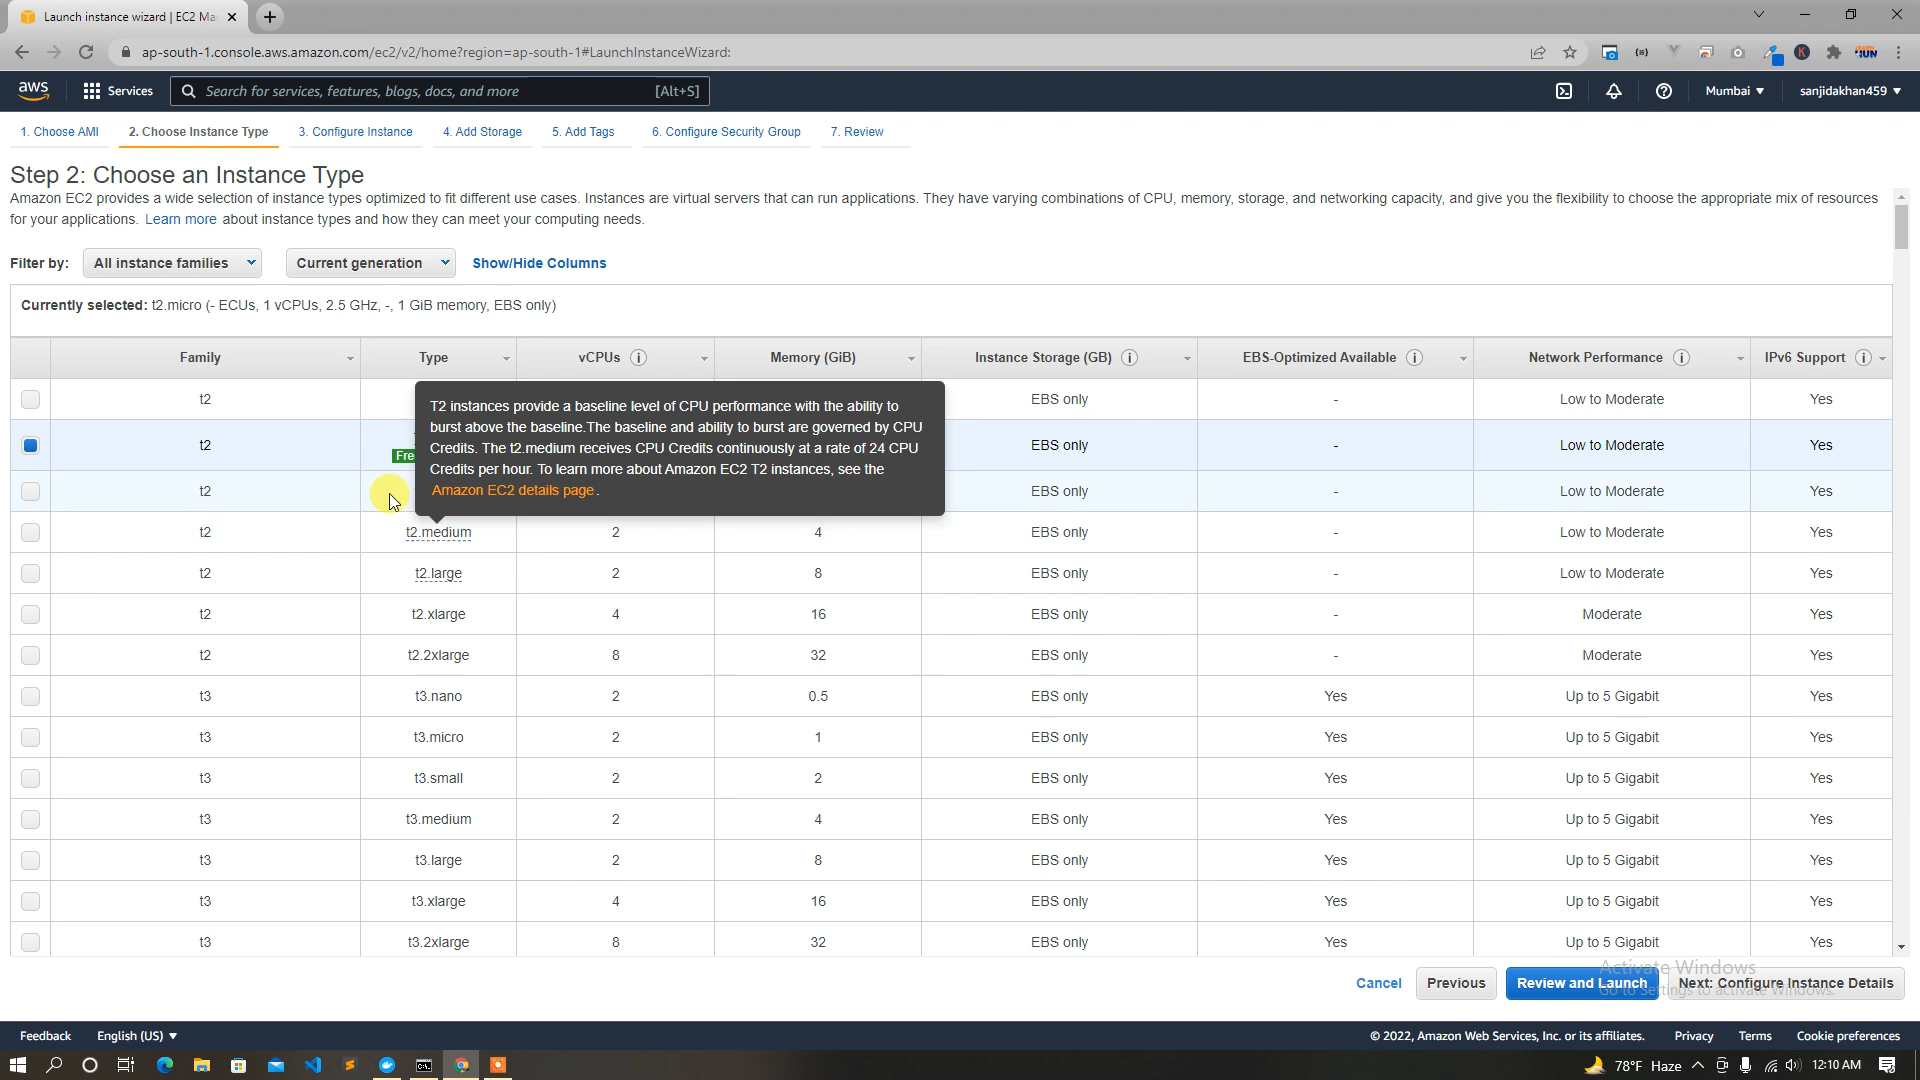 Launch instance wizard | EC2 Ma
ap-south-1.console.aws.amazon.com/ec2/v2/home?region=ap-south-1#LaunchInstanceWizard:
aws
Services
Search for services, features, blogs, docs, and more
[Alt+S]
Mumbai
sanjidakhan459
1. Choose AMI
2. Choose Instance Type
3. Configure Instance
4. Add Storage
5. Add Tags
6. Configure Security Group
7. Review
Step 2: Choose an Instance Type
Amazon EC2 provides a wide selection of instance types optimized to fit different use cases. Instances are virtual servers that can run applications. They have varying combinations of CPU, memory, storage, and networking capacity, and give you the flexibility to choose the appropriate mix of resources
for your applications. Learn more about instance types and how they can meet your computing needs.
Filter by:
All instance families
Current generation
Show/Hide Columns
Currently selected: t2.micro (- ECUs, 1 vCPUs, 2.5 GHz, -, 1 GiB memory, EBS only)
Family Type vCPUs Memory (GiB) Instance Storage (GB) EBS-Optimized Available Network Performance IPv6 Support
t2 EBS only - Low to Moderate Yes
t2 Fre EBS only - Low to Moderate Yes
t2 EBS only - Low to Moderate Yes
T2 instances provide a baseline level of CPU performance with the ability to
burst above the baseline.The baseline and ability to burst are governed by CPU
Credits. The t2.medium receives CPU Credits continuously at a rate of 24 CPU
Credits per hour. To learn more about Amazon EC2 T2 instances, see the
Amazon EC2 details page.
t2 t2.medium 2 4 EBS only - Low to Moderate Yes
t2 t2.large 2 8 EBS only - Low to Moderate Yes
t2 t2.xlarge 4 16 EBS only - Moderate Yes
t2 t2.2xlarge 8 32 EBS only - Moderate Yes
t3 t3.nano 2 0.5 EBS only Yes Up to 5 Gigabit Yes
t3 t3.micro 2 1 EBS only Yes Up to 5 Gigabit Yes
t3 t3.small 2 2 EBS only Yes Up to 5 Gigabit Yes
t3 t3.medium 2 4 EBS only Yes Up to 5 Gigabit Yes
t3 t3.large 2 8 EBS only Yes Up to 5 Gigabit Yes
t3 t3.xlarge 4 16 EBS only Yes Up to 5 Gigabit Yes
t3 t3.2xlarge 8 32 EBS only Yes Up to 5 Gigabit Yes
Activate Windows
Go to Settings to activate Windows.
Cancel
Previous
Review and Launch
Next: Configure Instance Details
Feedback
English (US)
© 2022, Amazon Web Services, Inc. or its affiliates.
Privacy
Terms
Cookie preferences
78°F Haze
12:10 AM